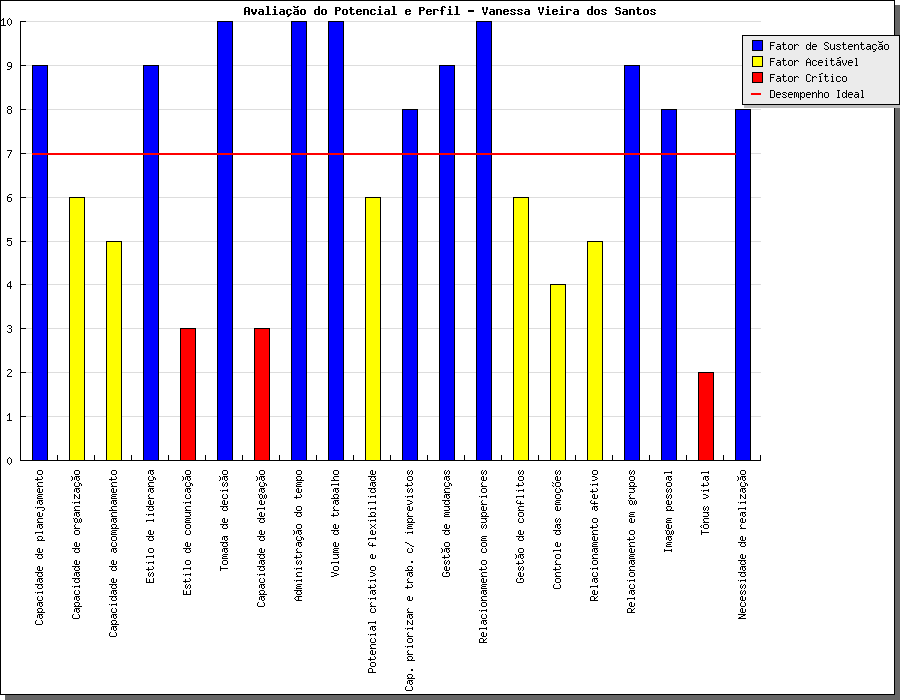 Avaliação do Potencial e Perfil - Vanessa Vieira dos Santos
Fator de Sustentação
Fator Aceitável
Fator Crítico
Desempenho Ideal
10
9
8
7
6
5
4
3
2
1
0
Capacidade de planejamento
Capacidade de organização
Capacidade de acompanhamento
Estilo de liderança
Estilo de comunicação
Tomada de decisão
Capacidade de delegação
Administração do tempo
Volume de trabalho
Potencial criativo e flexibilidade
Cap. priorizar e trab. c/ imprevistos
Gestão de mudanças
Relacionamento com superiores
Gestão de conflitos
Controle das emoções
Relacionamento afetivo
Relacionamento em grupos
Imagem pessoal
Tônus vital
Necessidade de realização